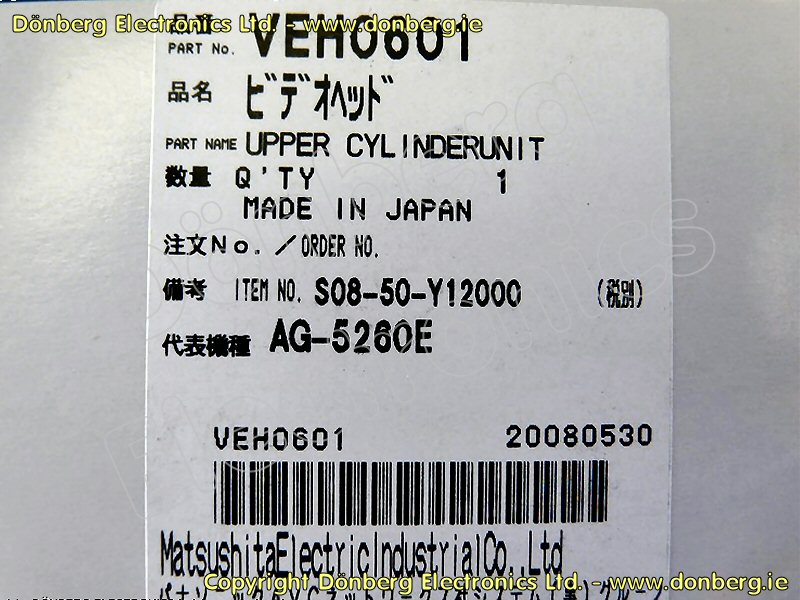 Dönberg Electronics Ltd. - www.donberg.ie
品番
PART No. VEH0601
品名 ビデオヘッド
PART NAME UPPER CYLINDERUNIT
数量 Q'TY 1
MADE IN JAPAN
注文No./ORDER NO.
備考 ITEM NO. S08-50-Y12000 (税別)
代表機種 AG-5260E
VEH0601 20080530
MatsushitaElectricIndustrialCo.,Ltd
© Copyright Dönberg Electronics Ltd. - www.donberg.ie